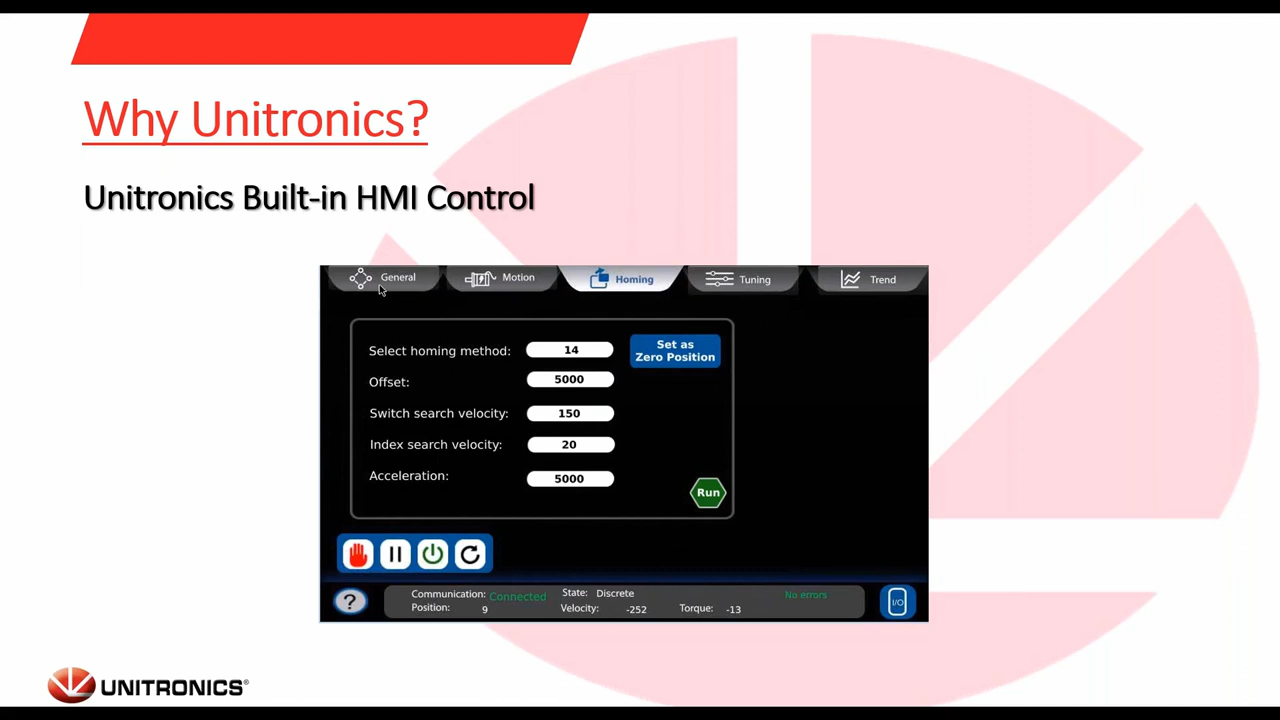 Why Unitronics?
Unitronics Built-in HMI Control
General Motion Homing Tuning Trend
Select homing method: 14
Set as
Zero Position
Offset: 5000
Switch search velocity: 150
Index search velocity: 20
Acceleration: 5000
Run
? Communication: Connected State: Discrete No errors I/O
Position: 9 Velocity: -252 Torque: -13
UNITRONICS®